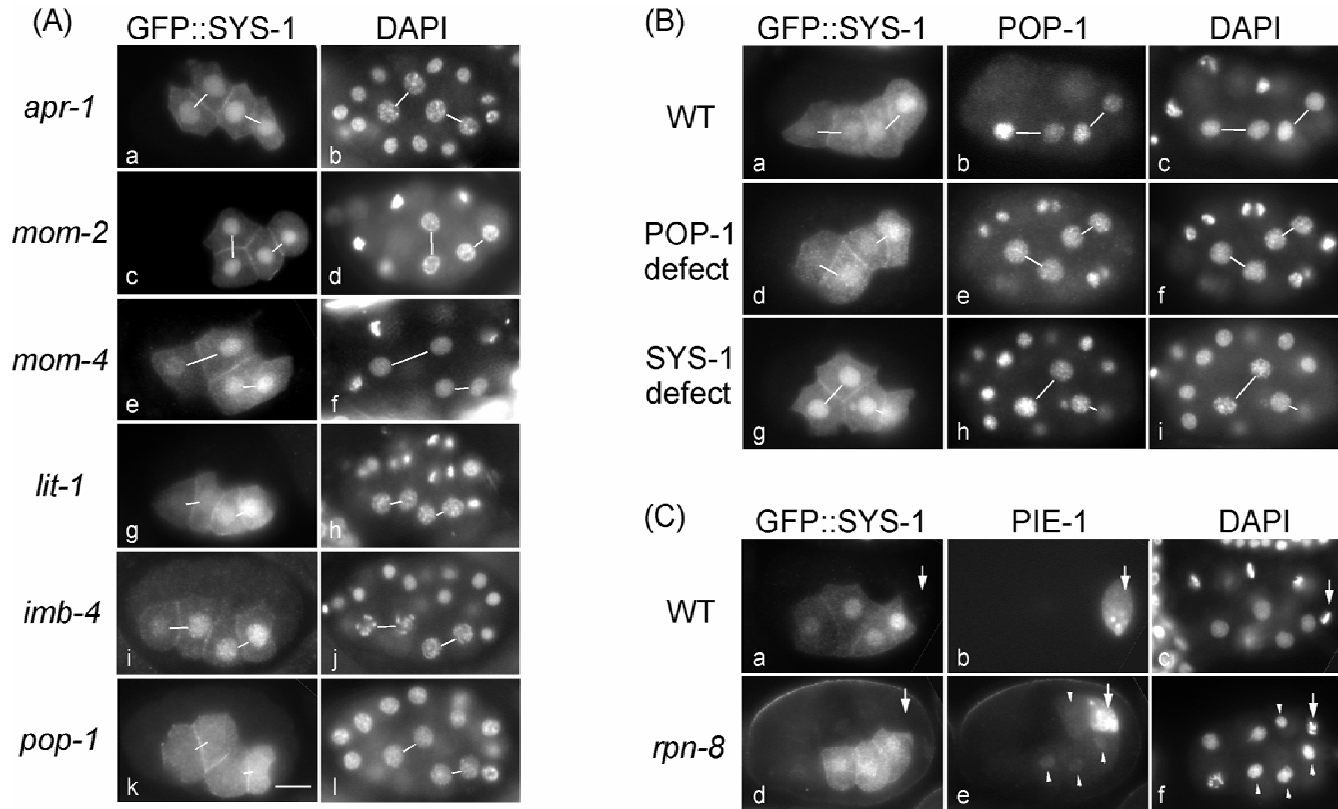 (A)
GFP::SYS-1 DAPI
apr-1
a b
mom-2
c d
mom-4
e f
lit-1
g h
imb-4
i j
pop-1
k l
(B)
GFP::SYS-1 POP-1 DAPI
WT
a b c
POP-1
defect
d e f
SYS-1
defect
g h i
(C)
GFP::SYS-1 PIE-1 DAPI
WT
a b c
rpn-8
d e f